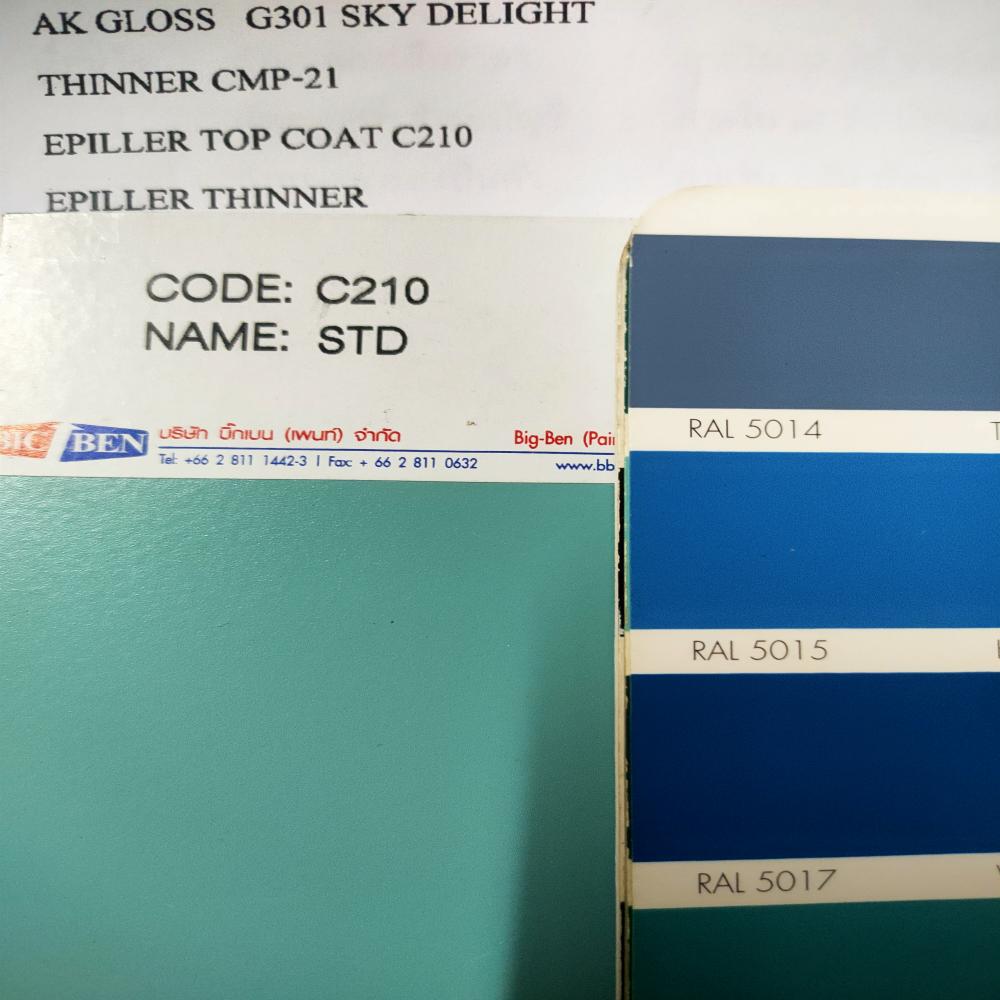 AK GLOSS G301 SKY DELIGHT
THINNER CMP-21
EPILLER TOP COAT C210
EPILLER THINNER
CODE: C210
NAME: STD
BIG BEN
บริษัท บิ๊กเบน (เพนท์) จำกัด
Big-Ben (Pai
Tel: +66 2 811 1442-3 | Fax: + 66 2 811 0632
www.bb
RAL 5014
RAL 5015
RAL 5017